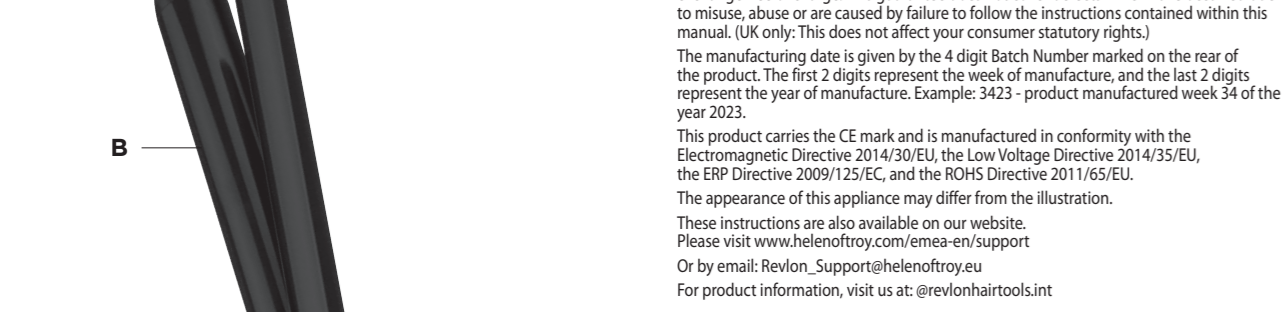 B
to misuse, abuse or are caused by failure to follow the instructions contained within this
manual. (UK only: This does not affect your consumer statutory rights.)
The manufacturing date is given by the 4 digit Batch Number marked on the rear of
the product. The first 2 digits represent the week of manufacture, and the last 2 digits
represent the year of manufacture. Example: 3423 - product manufactured week 34 of the
year 2023.
This product carries the CE mark and is manufactured in conformity with the
Electromagnetic Directive 2014/30/EU, the Low Voltage Directive 2014/35/EU,
the ERP Directive 2009/125/EC, and the ROHS Directive 2011/65/EU.
The appearance of this appliance may differ from the illustration.
These instructions are also available on our website.
Please visit www.helenoftroy.com/emea-en/support
Or by email: Revlon_Support@helenoftroy.eu
For product information, visit us at: @revlonhairtools.int